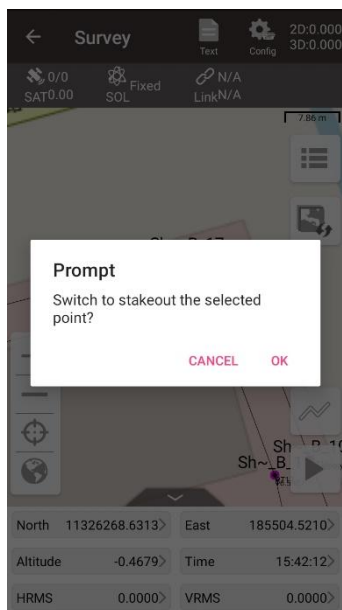 Survey
Text
Config
2D:0.000
3D:0.000
0/0
SAT0.00
Fixed
SOL
N/A
LinkN/A
7.86 m
Prompt
Switch to stakeout the selected
point?
CANCEL OK
Sh~_B_
North 11326268.6313>
East 185504.5210>
Altitude -0.4679>
Time 15:42:12>
HRMS 0.0000>
VRMS 0.0000>